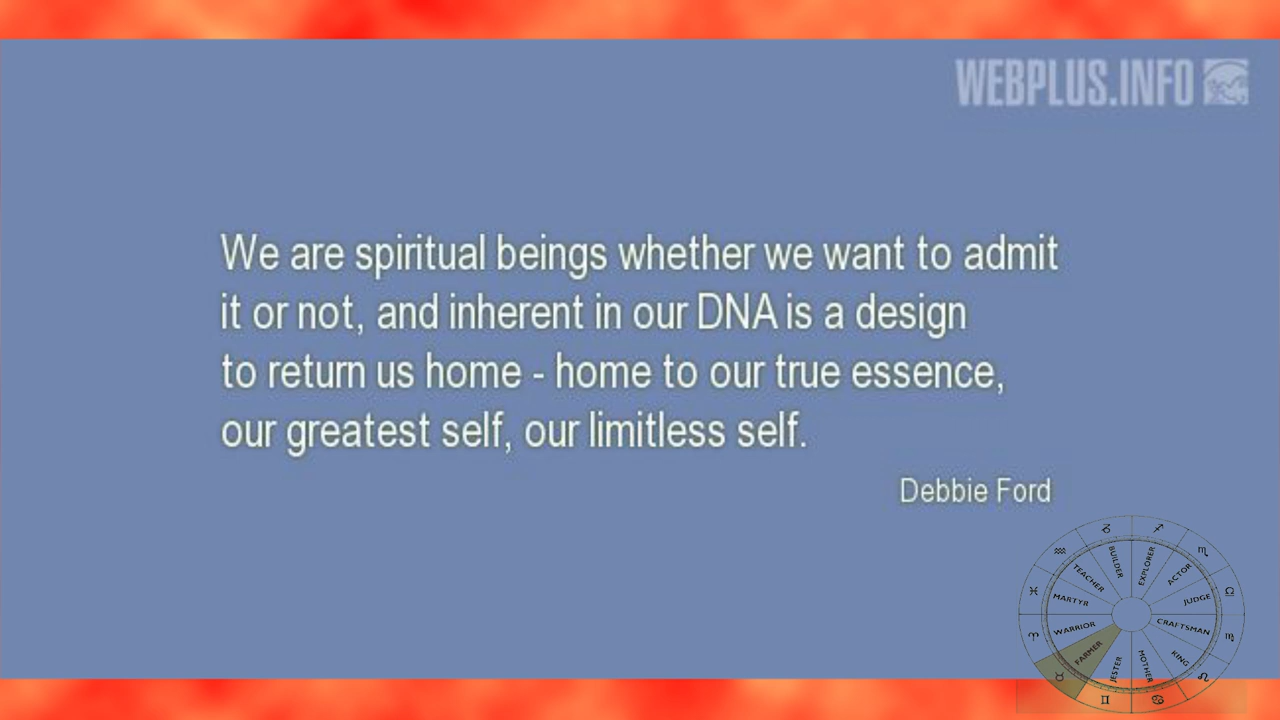 WEBPLUS.INFO
We are spiritual beings whether we want to admit
it or not, and inherent in our DNA is a design
to return us home - home to our true essence,
our greatest self, our limitless self.
Debbie Ford
BUILDER
EXPLORER
ACTOR
JUDGE
CRAFTSMAN
KING
MOTHER
JESTER
FARMER
WARRIOR
MARTYR
TEACHER